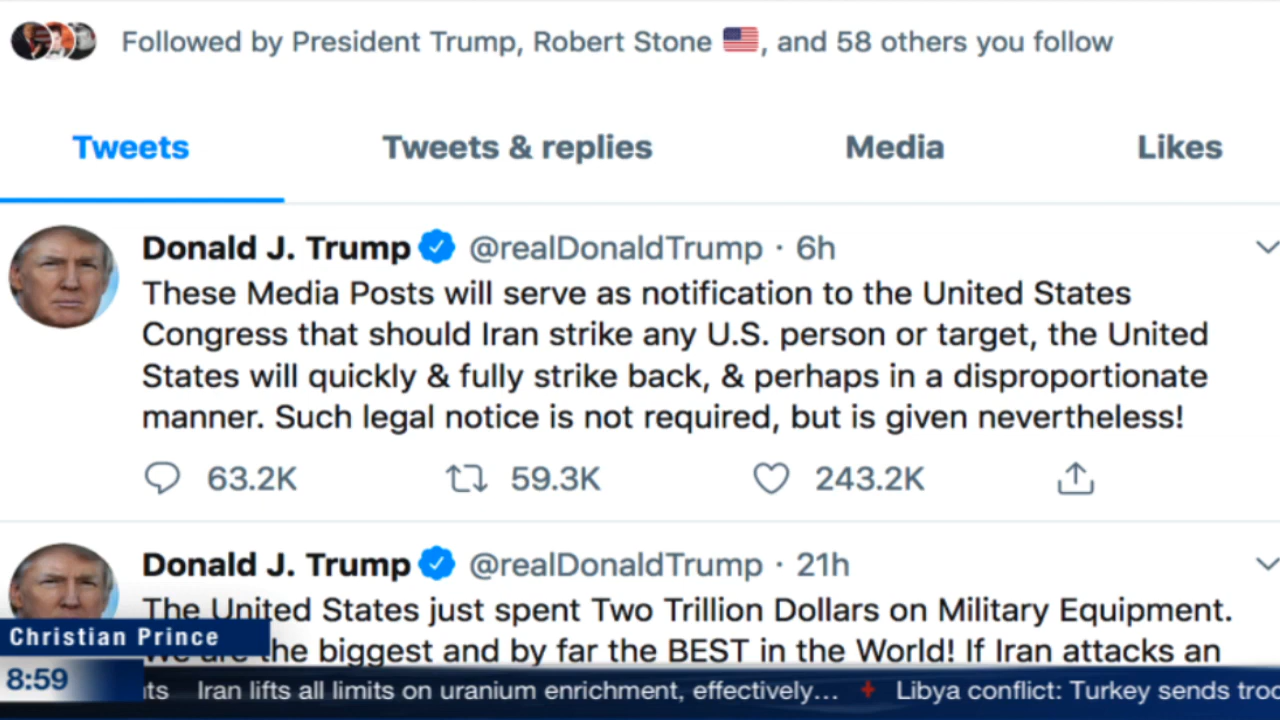 Followed by President Trump, Robert Stone 🇺🇸, and 58 others you follow
Tweets Tweets & replies Media Likes
Donald J. Trump @realDonaldTrump · 6h
These Media Posts will serve as notification to the United States
Congress that should Iran strike any U.S. person or target, the United
States will quickly & fully strike back, & perhaps in a disproportionate
manner. Such legal notice is not required, but is given nevertheless!
63.2K 59.3K 243.2K
Donald J. Trump @realDonaldTrump · 21h
The United States just spent Two Trillion Dollars on Military Equipment.
We are the biggest and by far the BEST in the World! If Iran attacks an
Christian Prince
8:59
Iran lifts all limits on uranium enrichment, effectively... Libya conflict: Turkey sends